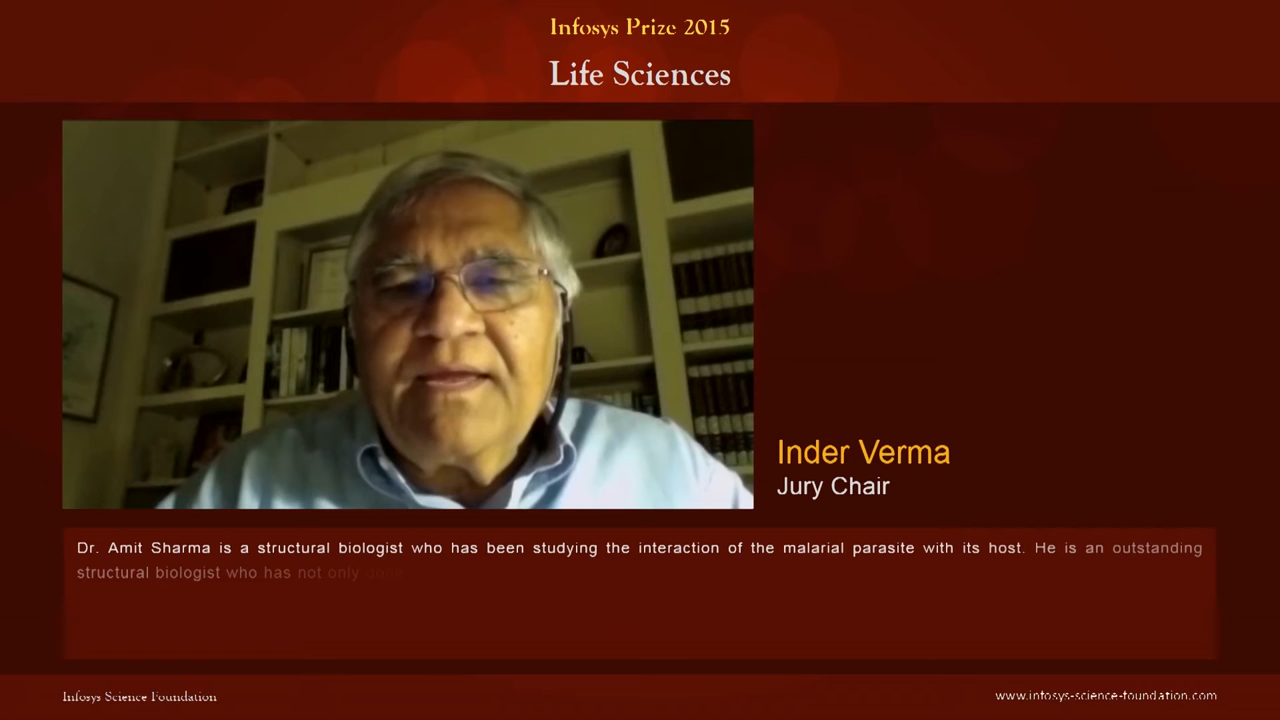 Infosys Prize 2015
Life Sciences
Inder Verma
Jury Chair
Dr. Amit Sharma is a structural biologist who has been studying the interaction of the malarial parasite with its host. He is an outstanding
structural biologist who has not only
Infosys Science Foundation
www.infosys-science-foundation.com